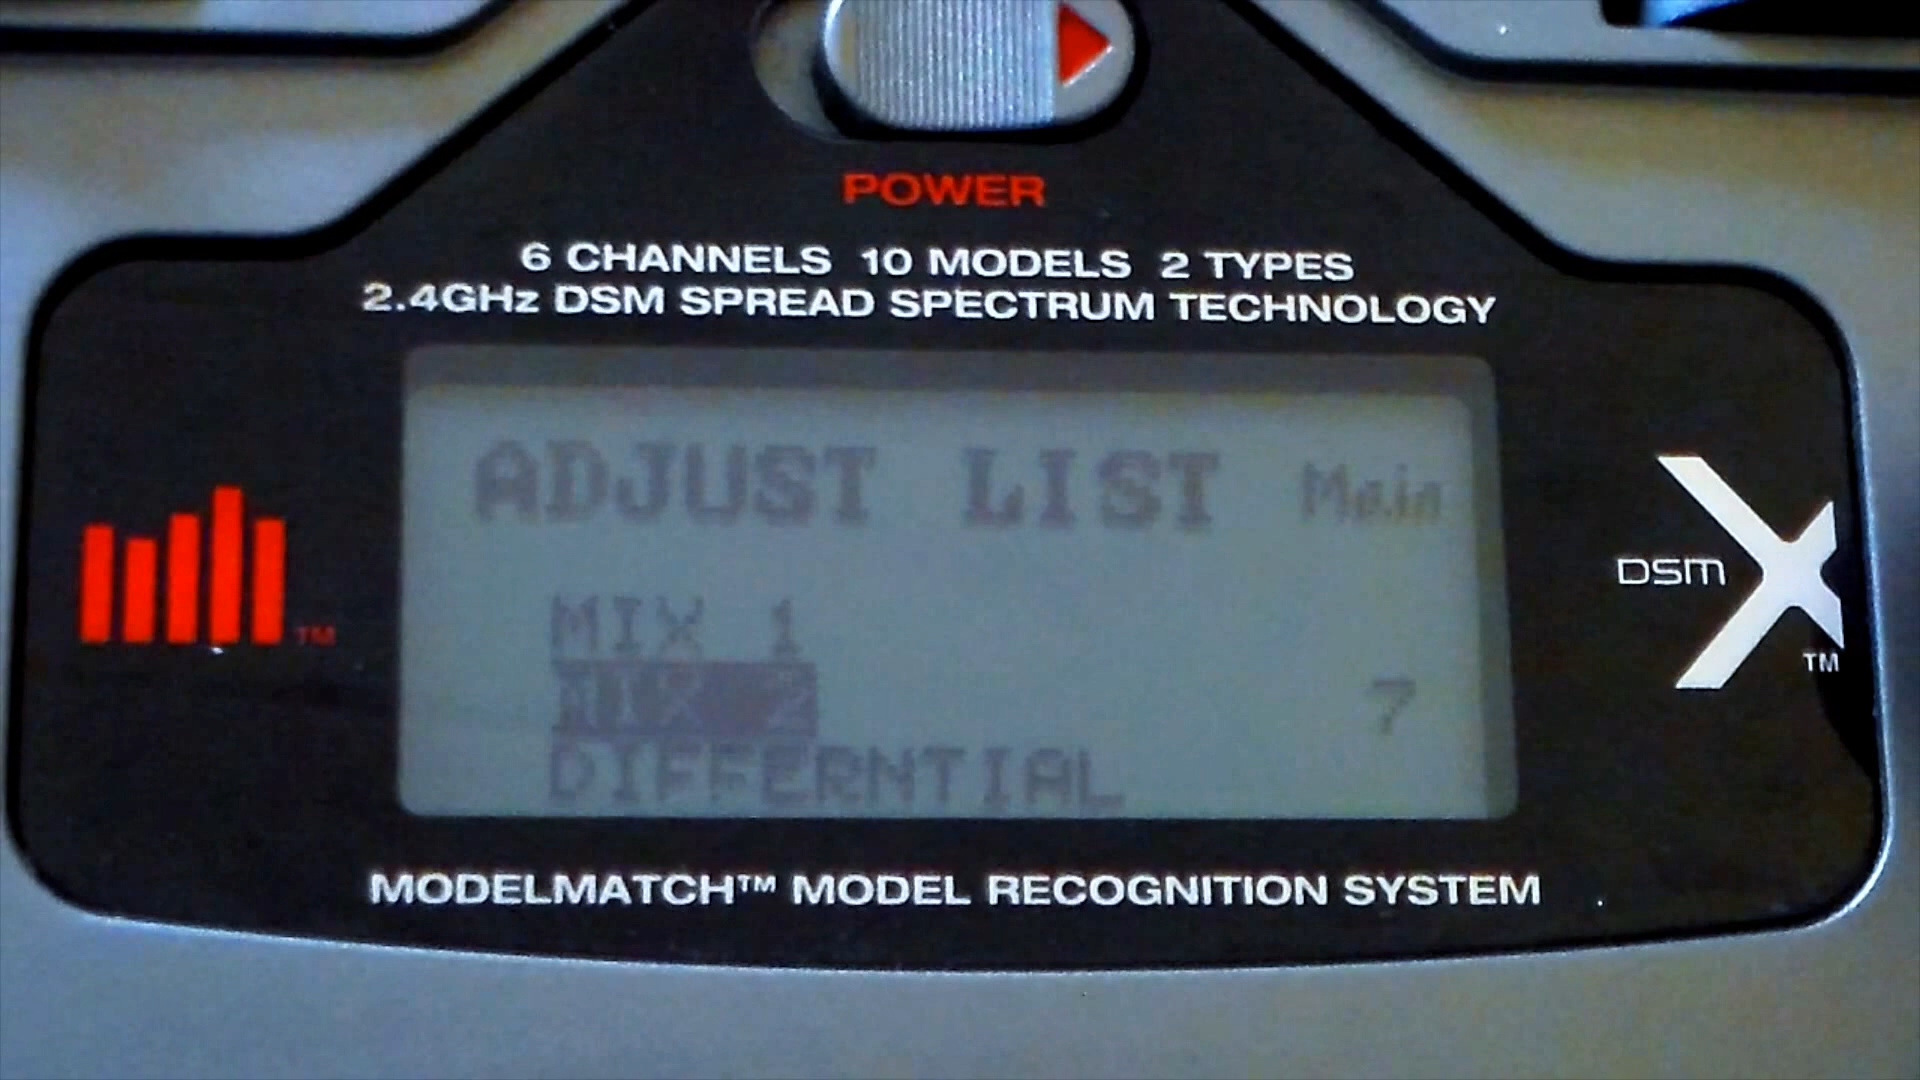 POWER
6 CHANNELS 10 MODELS 2 TYPES
2.4GHz DSM SPREAD SPECTRUM TECHNOLOGY
ADJUST LIST Main
MIX 1
MIX 2 7
DIFFERNTIAL
TM
DSM X TM
MODELMATCH™ MODEL RECOGNITION SYSTEM